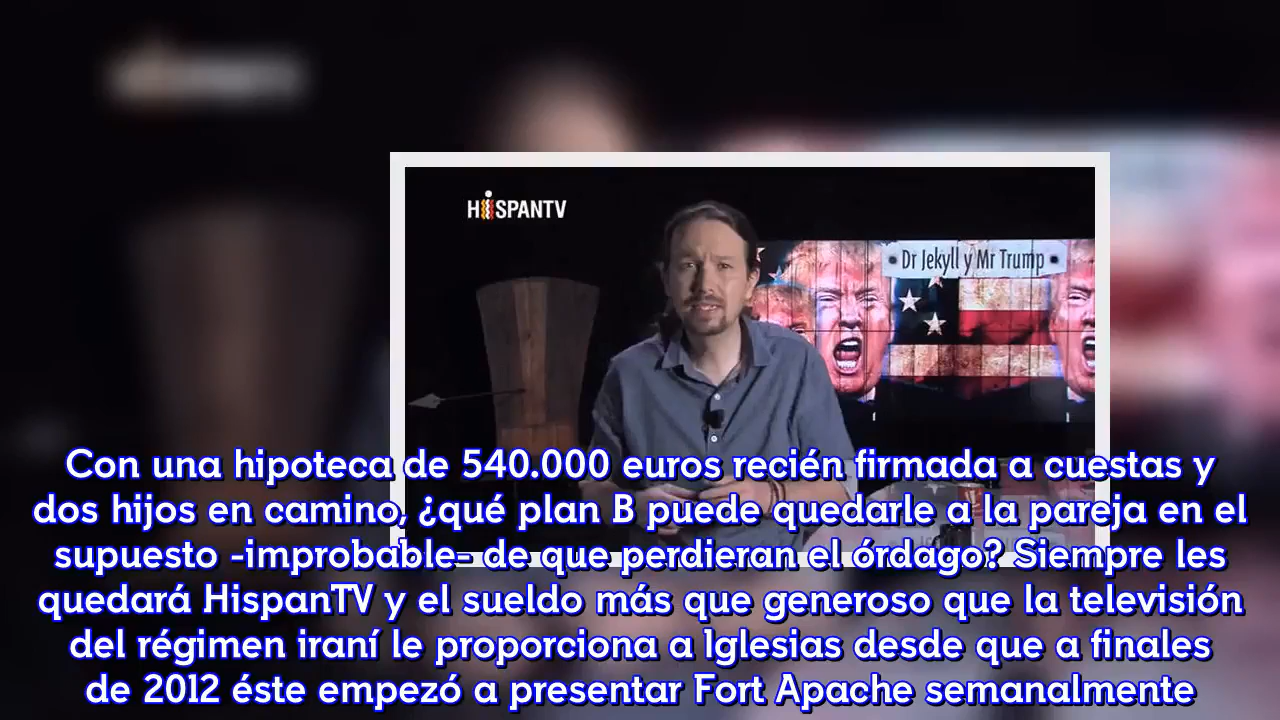 HISPANTV
Dr Jekyll y Mr Trump
Con una hipoteca de 540.000 euros recién firmada a cuestas y
dos hijos en camino, ¿qué plan B puede quedarle a la pareja en el
supuesto -improbable- de que perdieran el órdago? Siempre les
quedará HispanTV y el sueldo más que generoso que la televisión
del régimen iraní le proporciona a Iglesias desde que a finales
de 2012 éste empezó a presentar Fort Apache semanalmente